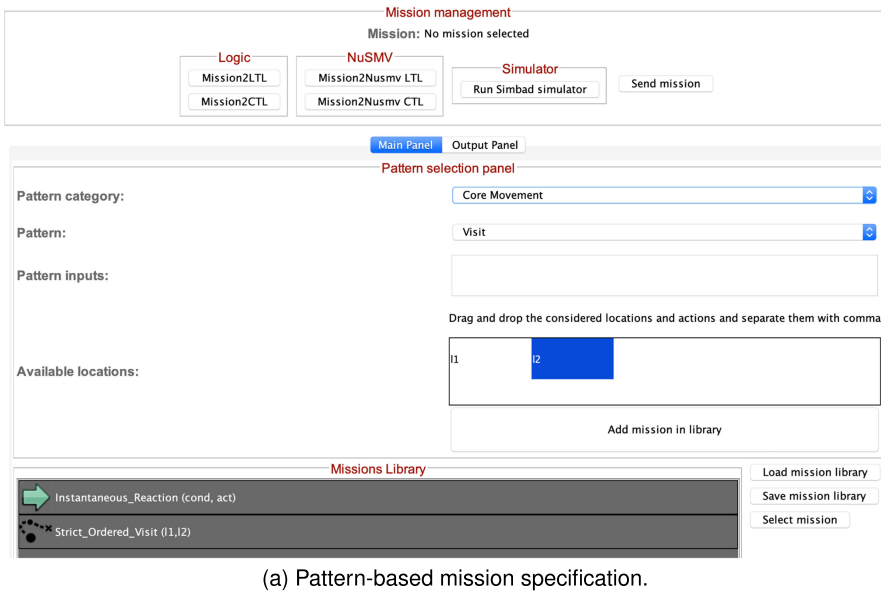 Mission management
Mission: No mission selected
Logic NuSMV Simulator
Mission2LTL Mission2Nusmv LTL Run Simbad simulator Send mission
Mission2CTL Mission2Nusmv CTL
Main Panel Output Panel
Pattern selection panel
Pattern category: Core Movement
Pattern: Visit
Pattern inputs:
Drag and drop the considered locations and actions and separate them with comma
Available locations: l1 l2
Add mission in library
Missions Library
Load mission library
Instantaneous_Reaction (cond, act)
Save mission library
Strict_Ordered_Visit (l1,l2)
Select mission
(a) Pattern-based mission specification.